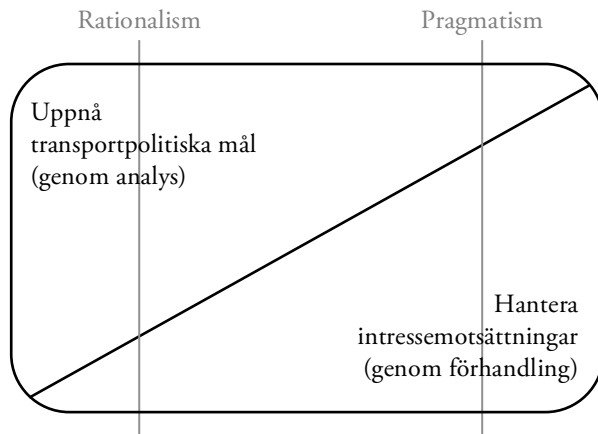 Rationalism
Pragmatism
Uppnå
transportpolitiska mål
(genom analys)
Hantera
intressemotsättningar
(genom förhandling)